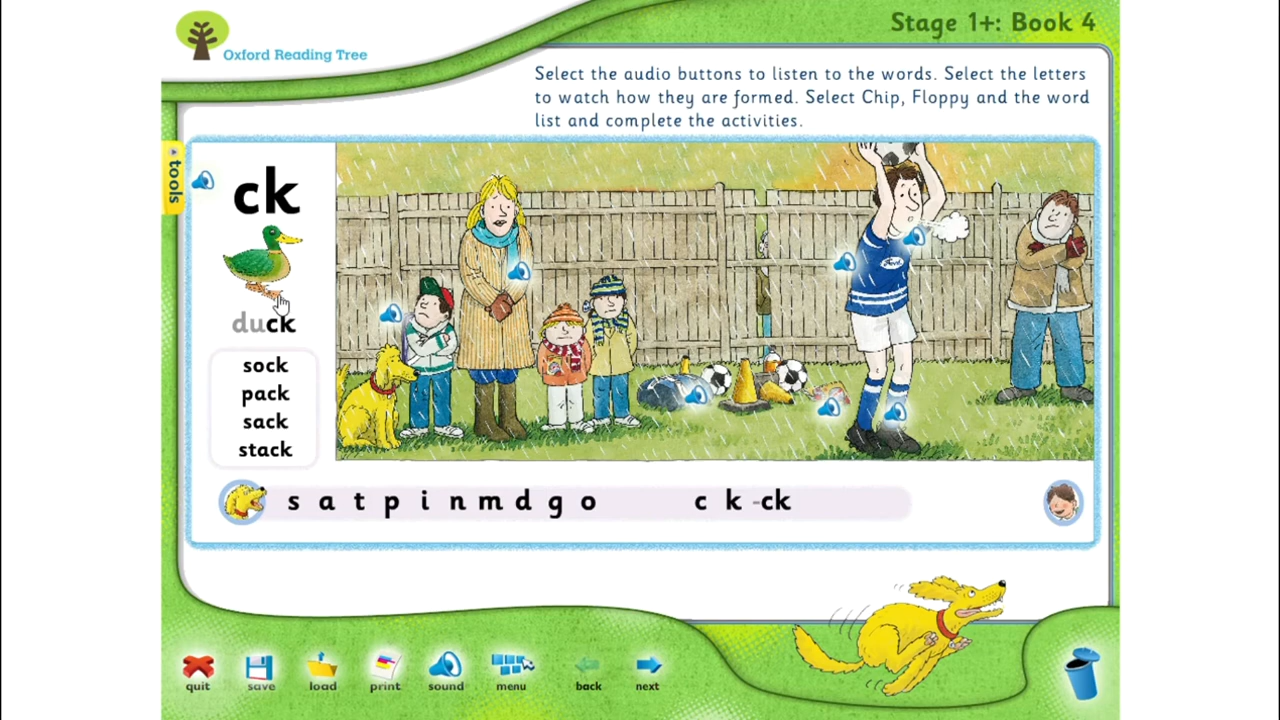 Oxford Reading Tree
Stage 1+: Book 4
Select the audio buttons to listen to the words. Select the letters
to watch how they are formed. Select Chip, Floppy and the word
list and complete the activities.
tools
ck
duck
sock
pack
sack
stack
s a t p i n m d g o c k -ck
quit save load print sound menu back next